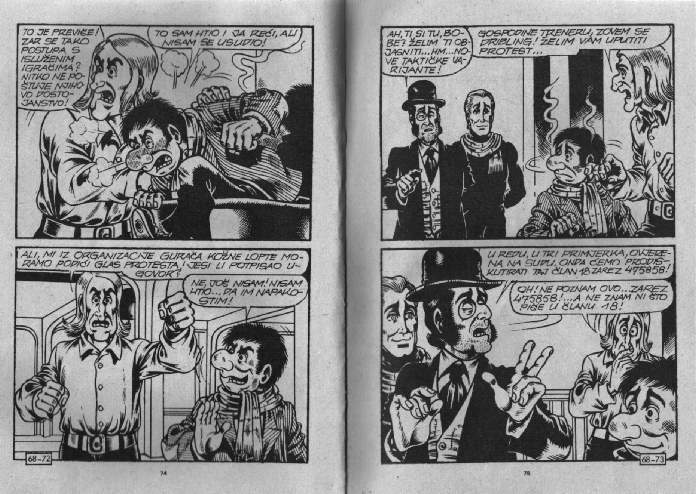 TO JE PREVIŠE!
ZAR SE TAKO
POSTUPA S
ISLUŽENIM
IGRAČIMA?
NITKO NE PO-
ŠTUJE NJIHO-
VO DOSTO-
JANSTVO!
TO SAM HTIO I JA REĆI, ALI
NISAM SE USUDIO!
ALI, MI IZ ORGANIZACIJE GURAČA KOŽNE LOPTE MO-
RAMO PODIĆI GLAS PROTESTA! JESI LI POTPISAO U-
GOVOR?
NE, JOŠ NISAM! NISAM
HTIO... DA IM NAPAKO-
STIM!
68-72
74
AH, TI SI TU, BO-
BE? ŽELIM TI OB-
JASNITI...HM...NO-
VE TAKTIČKE VA-
RIJANTE!
GOSPODINE TRENERU, ZOVEM SE
DRIBLING! ŽELIM VAM UPUTITI
PROTEST...
U REDU, U TRI PRIMJERKA, OVJERE-
NA NA SUDU, ONDA ĆEMO PRODIS-
KUTIRATI TAJ ČLAN 18 ZAREZ 475858!
OH! NE POZNAM OVO...ZAREZ
475858!...A NE ZNAM NI ŠTO
PIŠE U ČLANU 18!
68-73
75